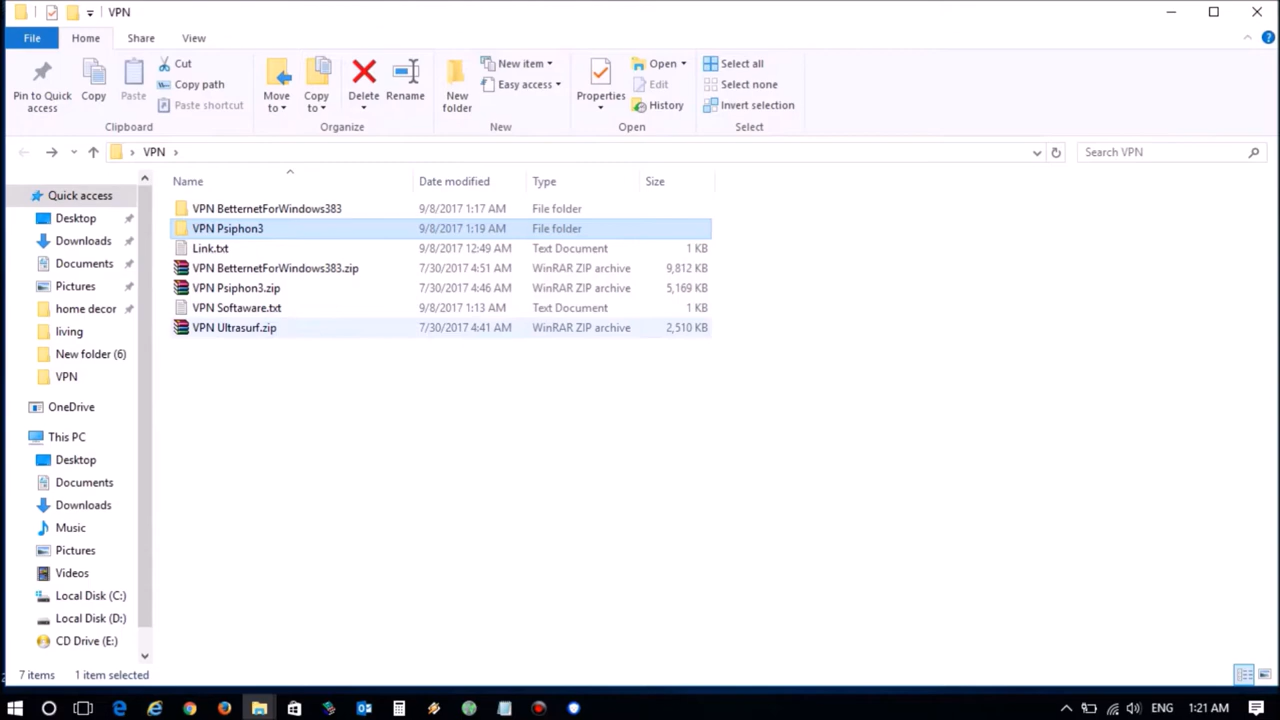 VPN
File Home Share View
Pin to Quick access
Copy
Paste
Cut
Copy path
Paste shortcut
Clipboard
Move to
Copy to
Delete
Rename
Organize
New folder
New item
Easy access
New
Properties
Open
Edit
History
Open
Select all
Select none
Invert selection
Select
VPN
Search VPN
Name Date modified Type Size
VPN BetternetForWindows383 9/8/2017 1:17 AM File folder
VPN Psiphon3 9/8/2017 1:19 AM File folder
Link.txt 9/8/2017 12:49 AM Text Document 1 KB
VPN BetternetForWindows383.zip 7/30/2017 4:51 AM WinRAR ZIP archive 9,812 KB
VPN Psiphon3.zip 7/30/2017 4:46 AM WinRAR ZIP archive 5,169 KB
VPN Softaware.txt 9/8/2017 1:13 AM Text Document 1 KB
VPN Ultrasurf.zip 7/30/2017 4:41 AM WinRAR ZIP archive 2,510 KB
Quick access
Desktop
Downloads
Documents
Pictures
home decor
living
New folder (6)
VPN
OneDrive
This PC
Desktop
Documents
Downloads
Music
Pictures
Videos
Local Disk (C:)
Local Disk (D:)
CD Drive (E:)
7 items 1 item selected
ENG 1:21 AM